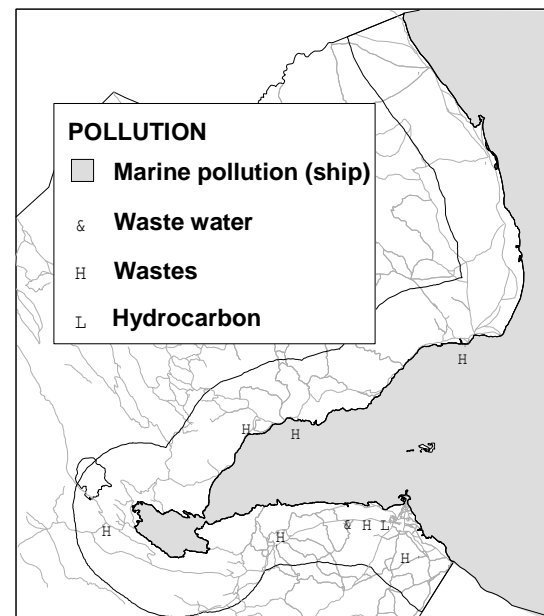 POLLUTION
Marine pollution (ship)
& Waste water
H Wastes
L Hydrocarbon
H
H
H
& H L
H
H
H